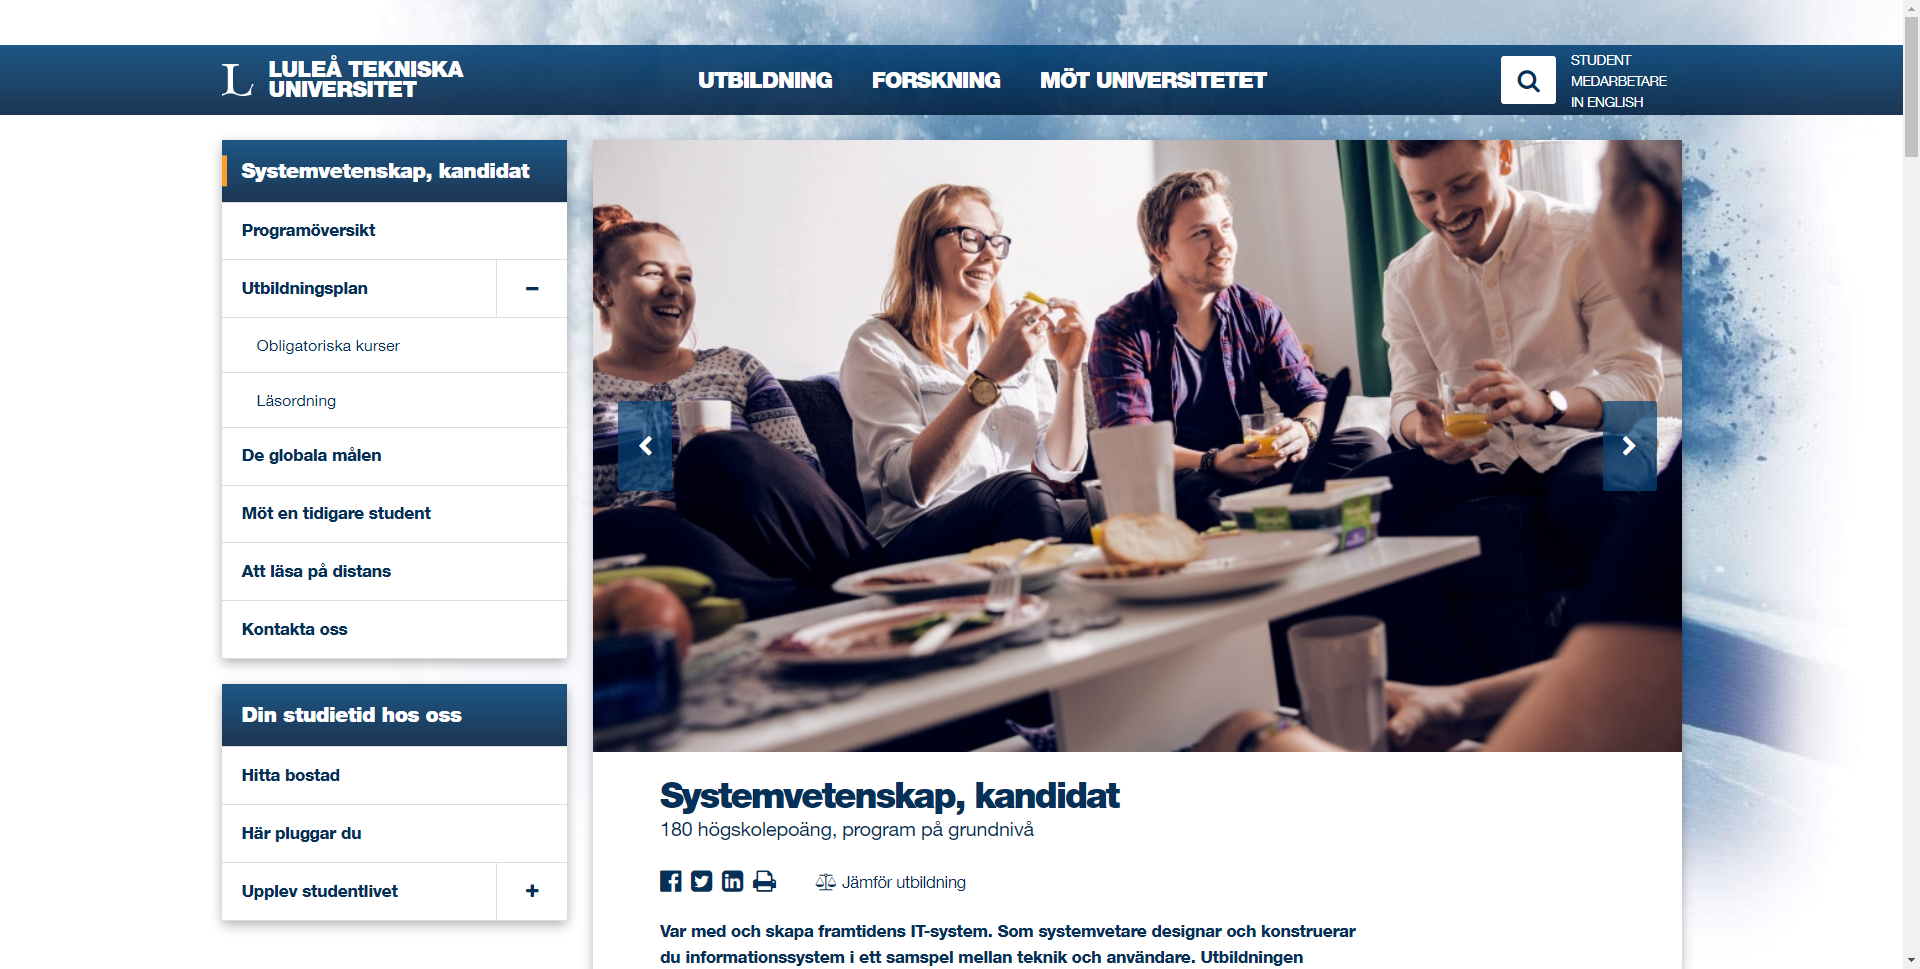 LULEÅ TEKNISKA
UNIVERSITET
UTBILDNING
FORSKNING
MÖT UNIVERSITETET
STUDENT
MEDARBETARE
IN ENGLISH
Systemvetenskap, kandidat
Programöversikt
Utbildningsplan
Obligatoriska kurser
Läsordning
De globala målen
Möt en tidigare student
Att läsa på distans
Kontakta oss
Din studietid hos oss
Hitta bostad
Här pluggar du
Upplev studentlivet
Systemvetenskap, kandidat
180 högskolepoäng, program på grundnivå
Jämför utbildning
Var med och skapa framtidens IT-system. Som systemvetare designar och konstruerar
du informationssystem i ett samspel mellan teknik och användare. Utbildningen